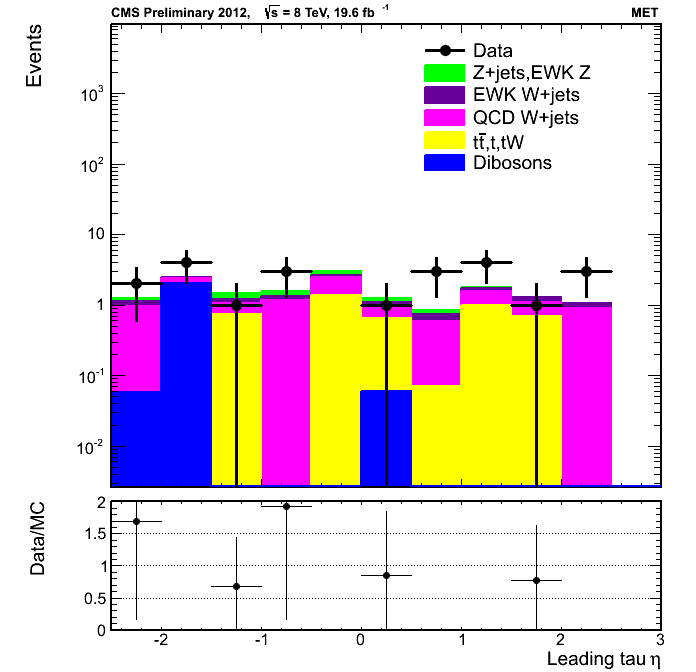 CMS Preliminary 2012, √s = 8 TeV, 19.6 fb⁻¹ MET
Events
Data
Z+jets,EWK Z
EWK W+jets
QCD W+jets
tt̄,t,tW
Dibosons
10³
10²
10
1
10⁻¹
10⁻²
Data/MC
2
1.5
1
0.5
0
-2 -1 0 1 2 3
Leading tau η